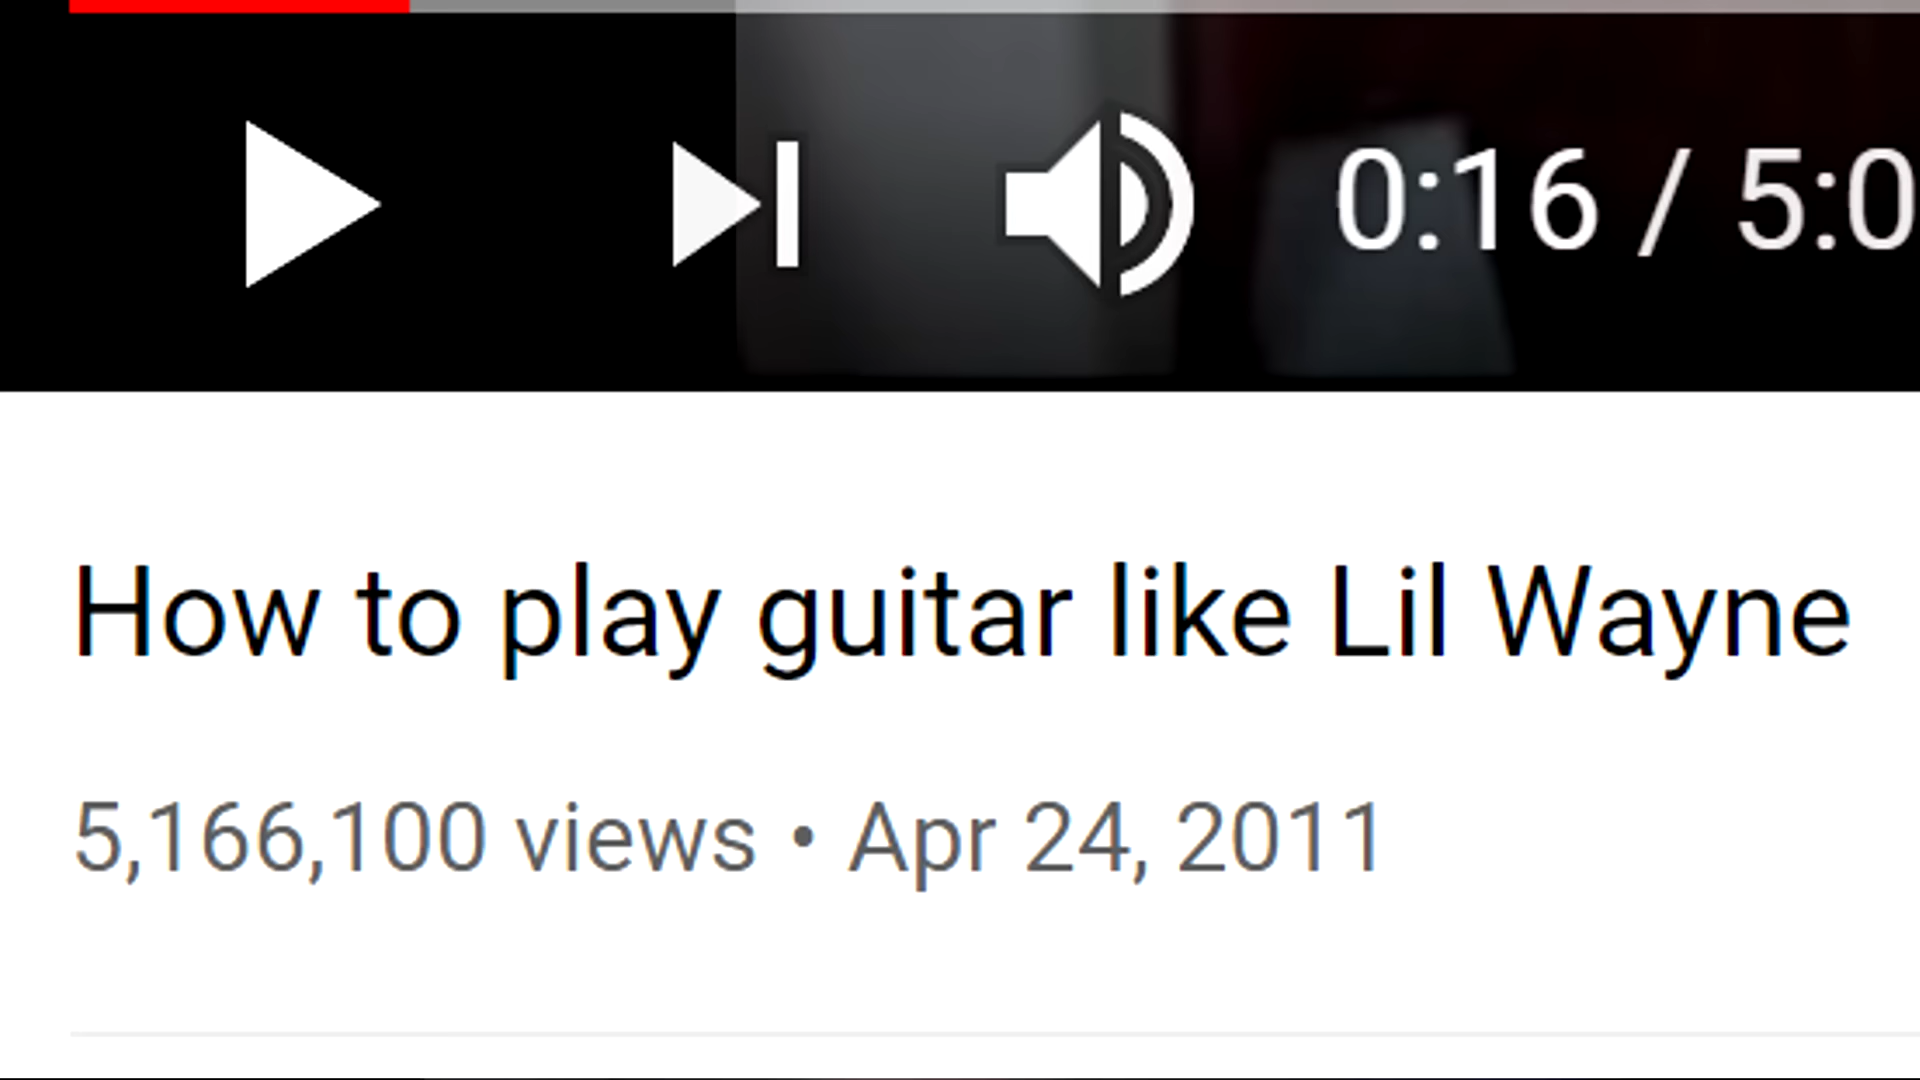 0:16 / 5:0
How to play guitar like Lil Wayne
5,166,100 views • Apr 24, 2011